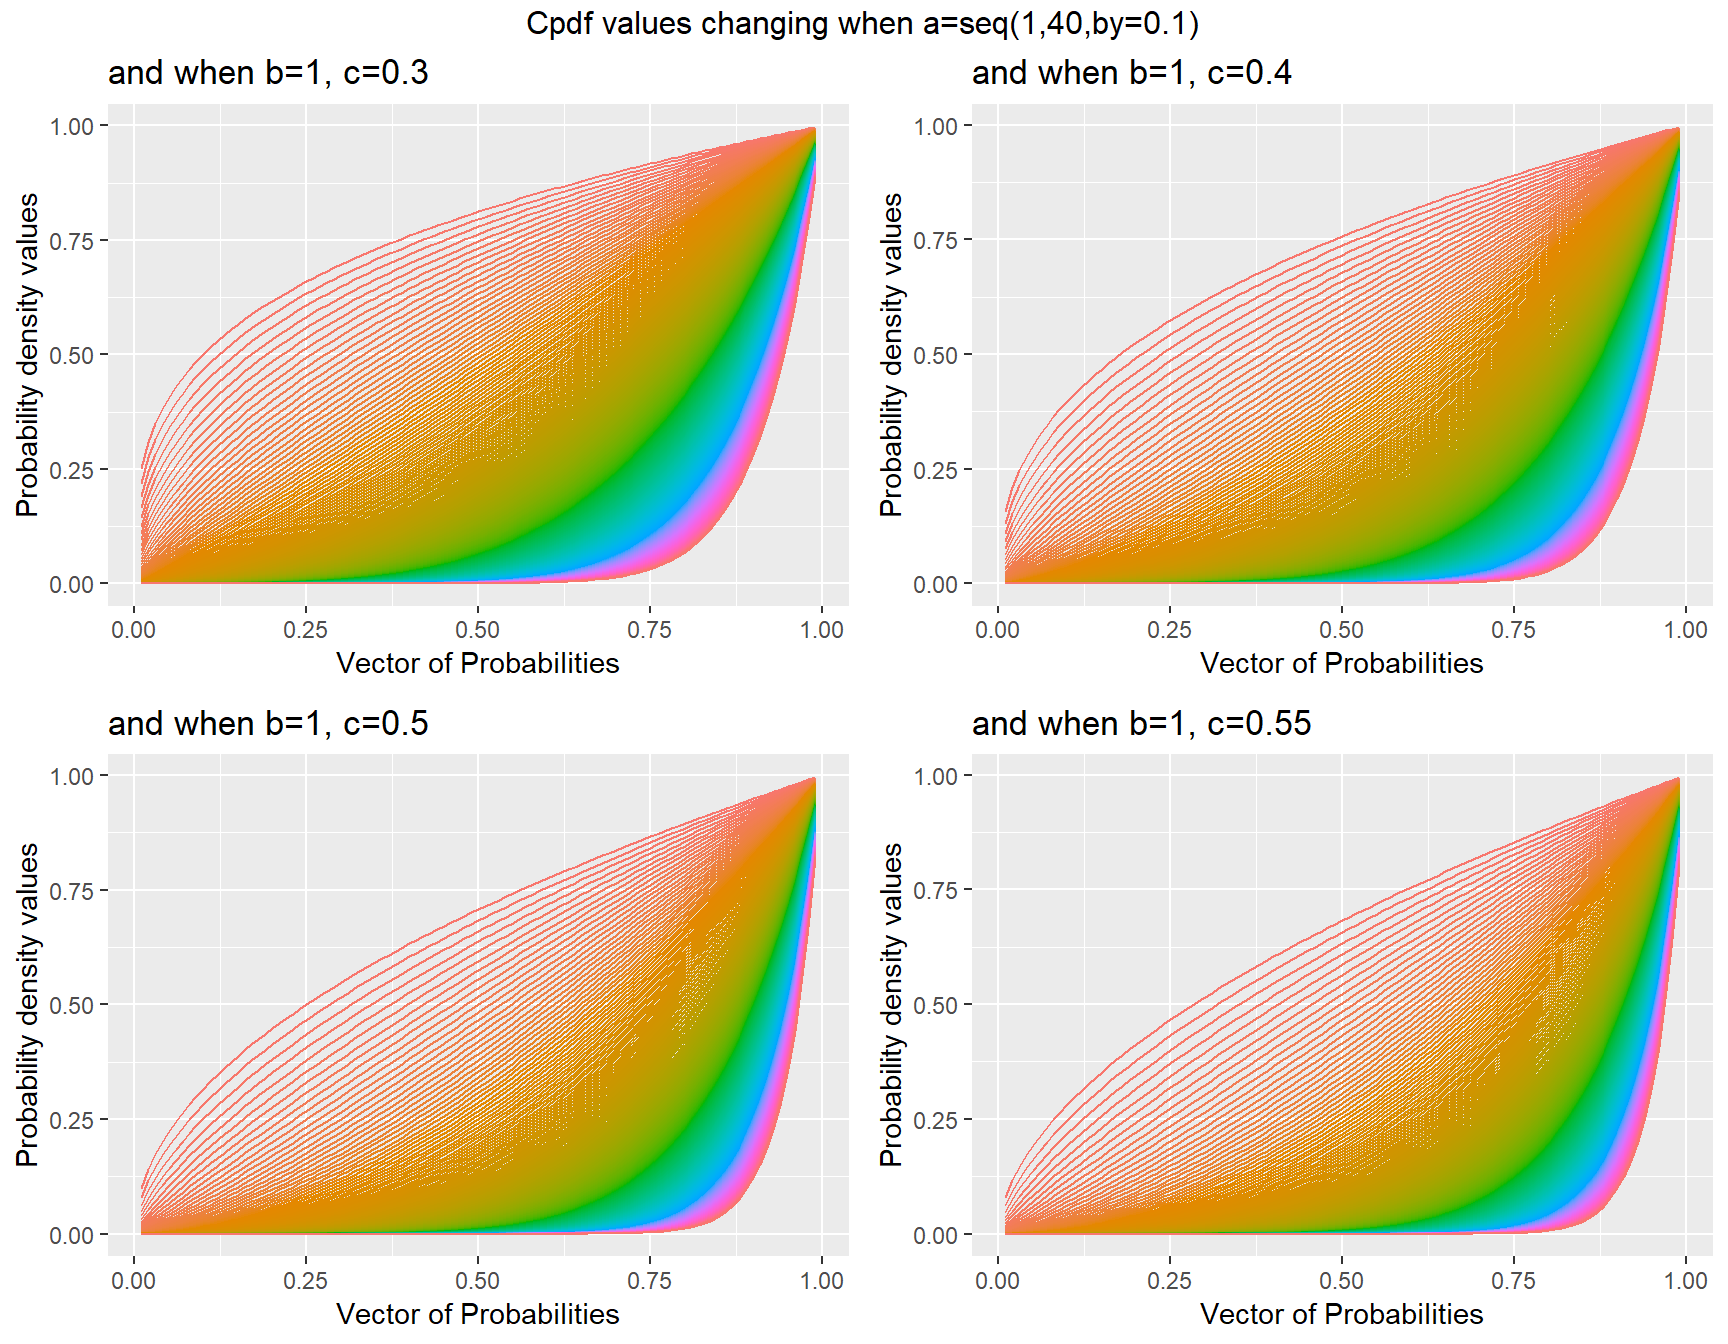 Cpdf values changing when a=seq(1,40,by=0.1)
and when b=1, c=0.3
1.00
0.75
0.50
0.25
0.00
Probability density values
0.00 0.25 0.50 0.75 1.00
Vector of Probabilities
and when b=1, c=0.4
1.00
0.75
0.50
0.25
0.00
Probability density values
0.00 0.25 0.50 0.75 1.00
Vector of Probabilities
and when b=1, c=0.5
1.00
0.75
0.50
0.25
0.00
Probability density values
0.00 0.25 0.50 0.75 1.00
Vector of Probabilities
and when b=1, c=0.55
1.00
0.75
0.50
0.25
0.00
Probability density values
0.00 0.25 0.50 0.75 1.00
Vector of Probabilities